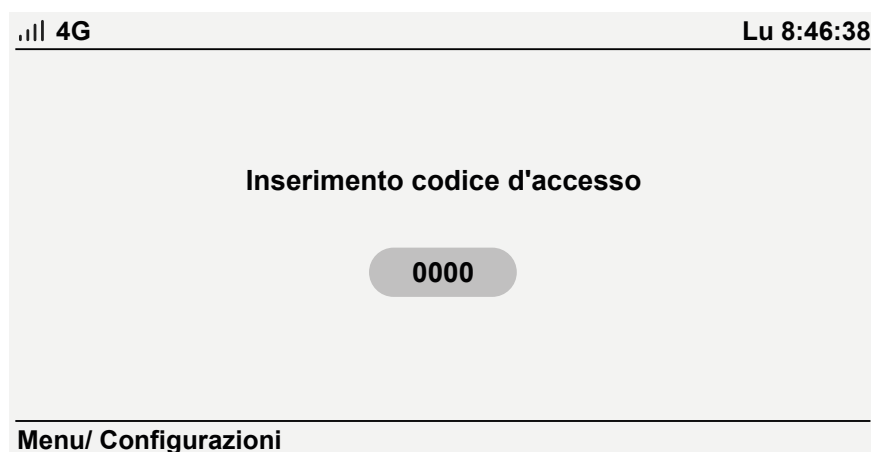 4G Lu 8:46:38
Inserimento codice d'accesso
0000
Menu/ Configurazioni